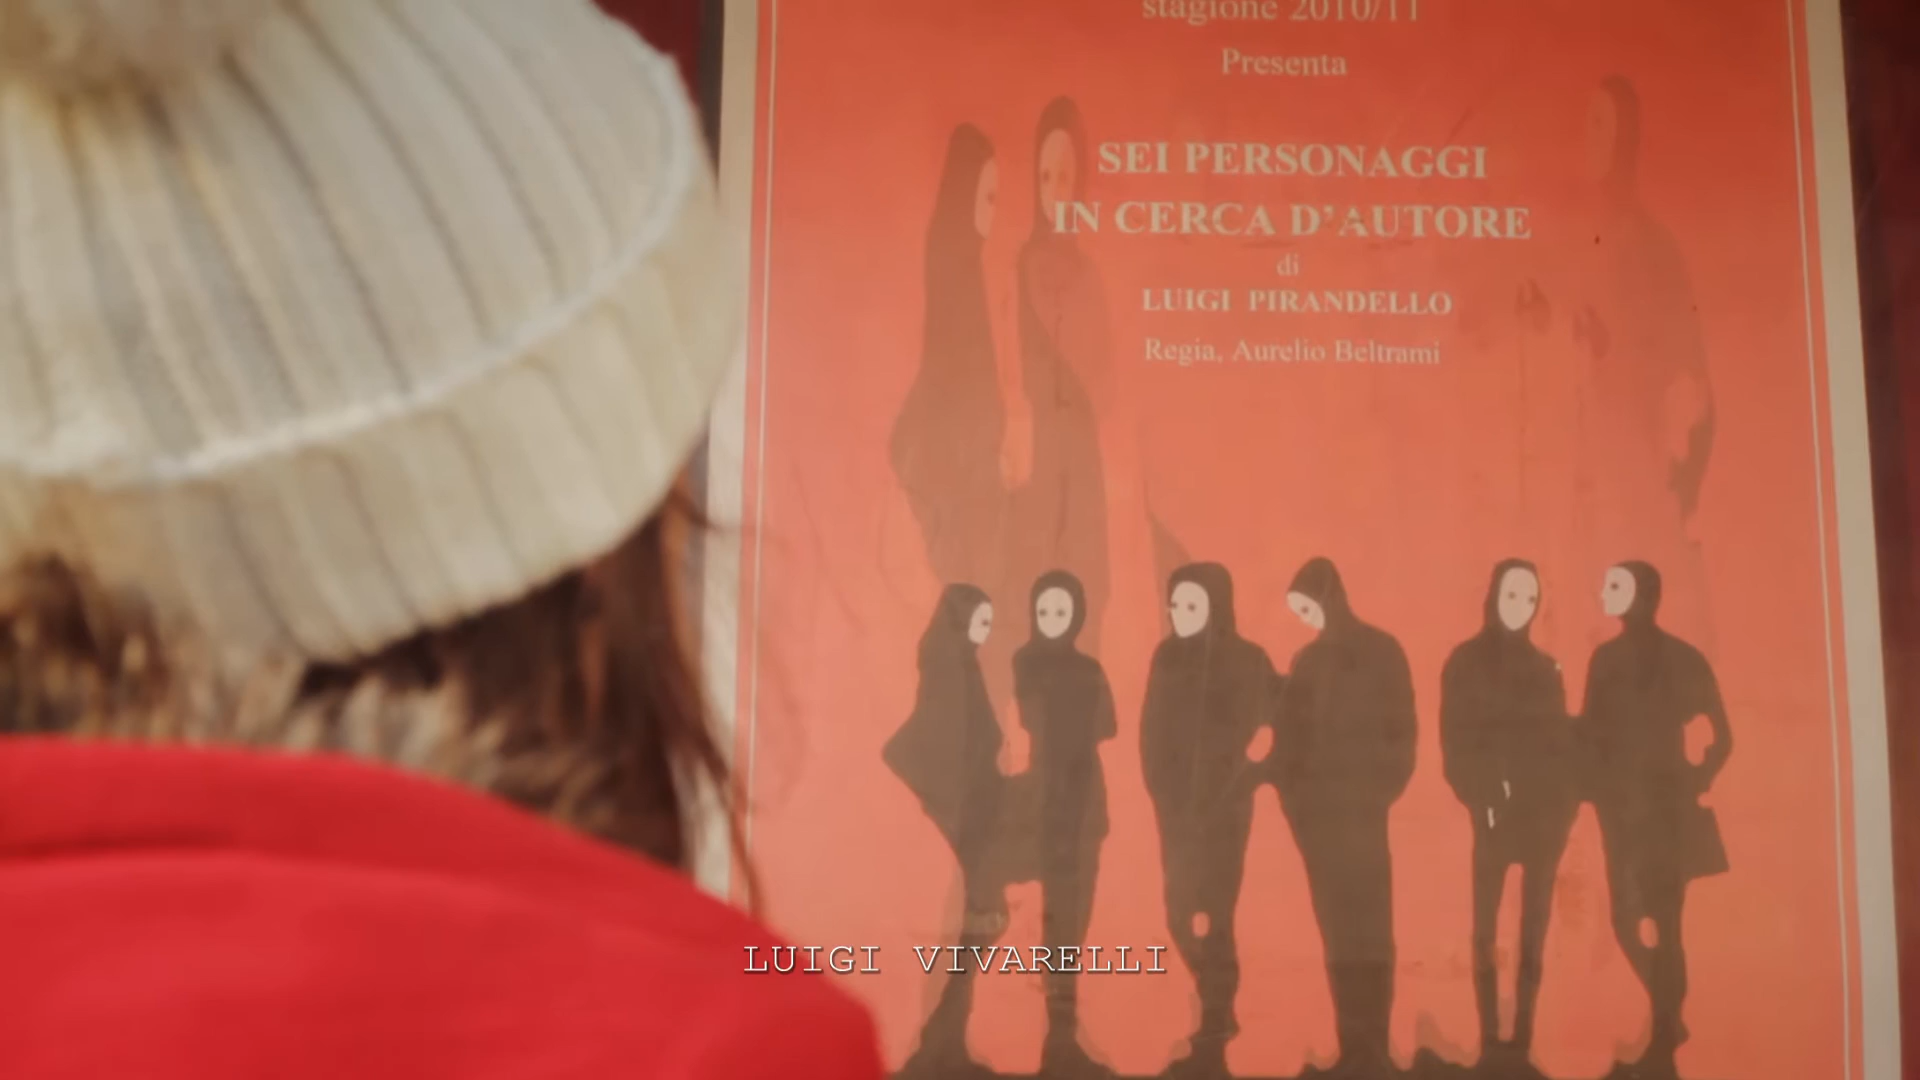 stagione 2010/11
Presenta
SEI PERSONAGGI
IN CERCA D'AUTORE
di
LUIGI PIRANDELLO
Regia, Aurelio Beltrami
LUIGI VIVARELLI